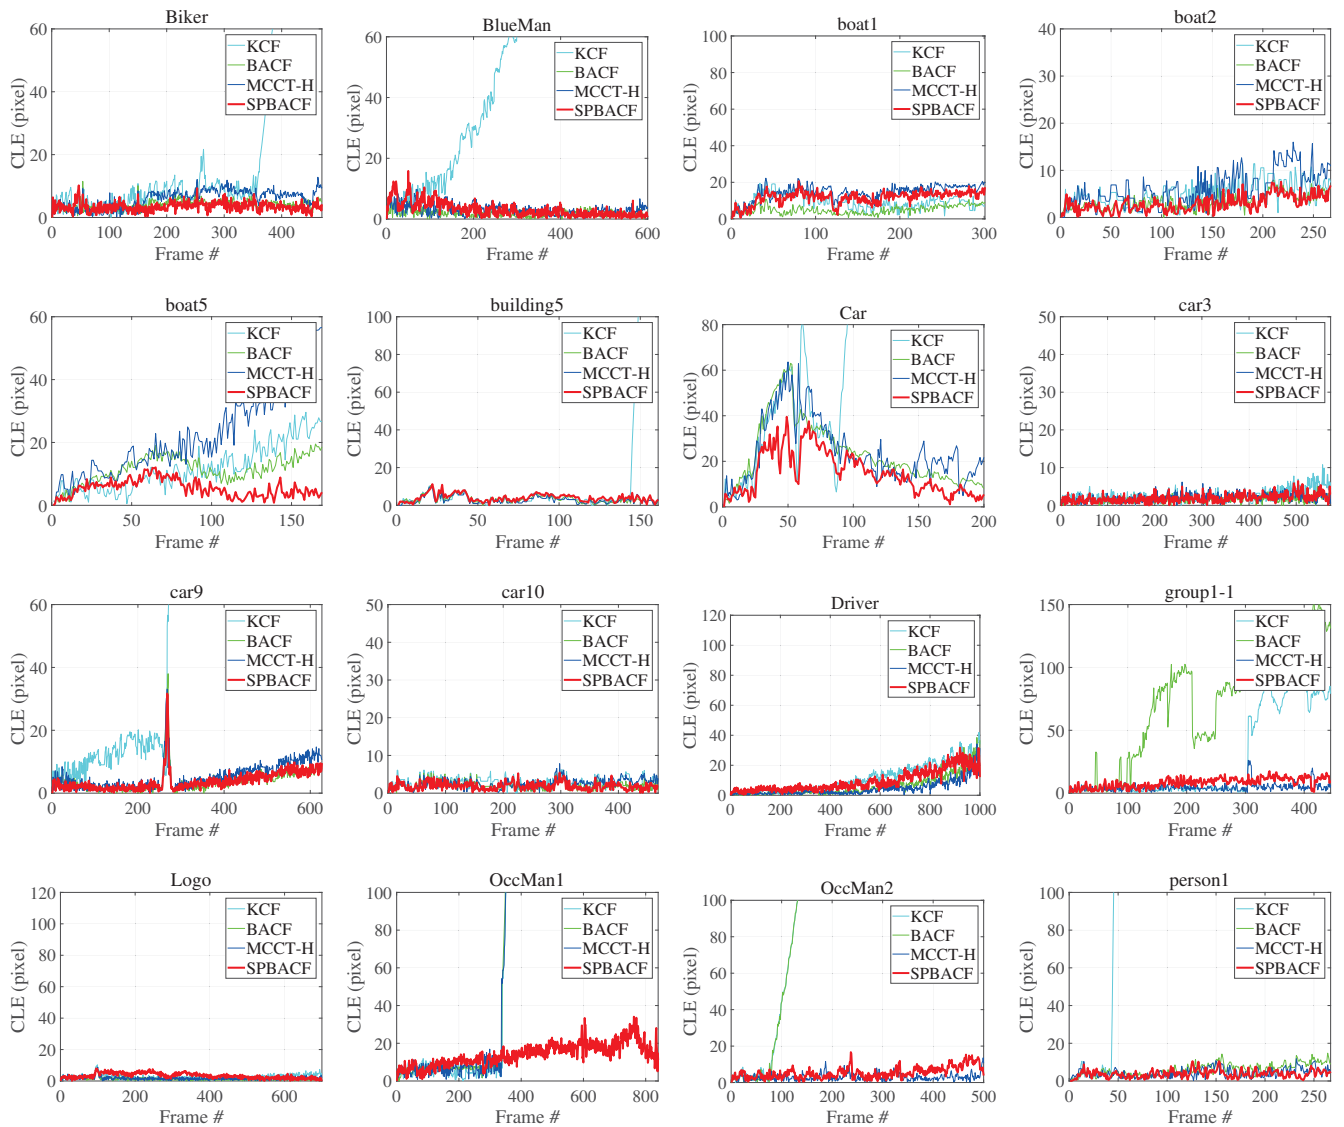 Biker
60
40
20
0
CLE (pixel)
KCF
BACF
MCCT-H
SPBACF
0 100 200 300 400
Frame #
BlueMan
60
40
20
0
CLE (pixel)
KCF
BACF
MCCT-H
SPBACF
0 200 400 600
Frame #
boat1
100
80
60
40
20
0
CLE (pixel)
KCF
BACF
MCCT-H
SPBACF
0 100 200 300
Frame #
boat2
40
30
20
10
0
CLE (pixel)
KCF
BACF
MCCT-H
SPBACF
0 50 100 150 200 250
Frame #
boat5
60
40
20
0
CLE (pixel)
KCF
BACF
MCCT-H
SPBACF
0 50 100 150
Frame #
building5
100
80
60
40
20
0
CLE (pixel)
KCF
BACF
MCCT-H
SPBACF
0 50 100 150
Frame #
Car
80
60
40
20
0
CLE (pixel)
KCF
BACF
MCCT-H
SPBACF
0 50 100 150 200
Frame #
car3
50
40
30
20
10
0
CLE (pixel)
KCF
BACF
MCCT-H
SPBACF
0 100 200 300 400 500
Frame #
car9
60
40
20
0
CLE (pixel)
KCF
BACF
MCCT-H
SPBACF
0 200 400 600
Frame #
car10
50
40
30
20
10
0
CLE (pixel)
KCF
BACF
MCCT-H
SPBACF
0 200 400
Frame #
Driver
120
100
80
60
40
20
0
CLE (pixel)
KCF
BACF
MCCT-H
SPBACF
0 200 400 600 800 1000
Frame #
group1-1
150
100
50
0
CLE (pixel)
KCF
BACF
MCCT-H
SPBACF
0 100 200 300 400
Frame #
Logo
120
100
80
60
40
20
0
CLE (pixel)
KCF
BACF
MCCT-H
SPBACF
0 200 400 600
Frame #
OccMan1
100
80
60
40
20
0
CLE (pixel)
KCF
BACF
MCCT-H
SPBACF
0 200 400 600 800
Frame #
OccMan2
100
80
60
40
20
0
CLE (pixel)
KCF
BACF
MCCT-H
SPBACF
0 100 200 300 400 500
Frame #
person1
100
80
60
40
20
0
CLE (pixel)
KCF
BACF
MCCT-H
SPBACF
0 50 100 150 200 250
Frame #